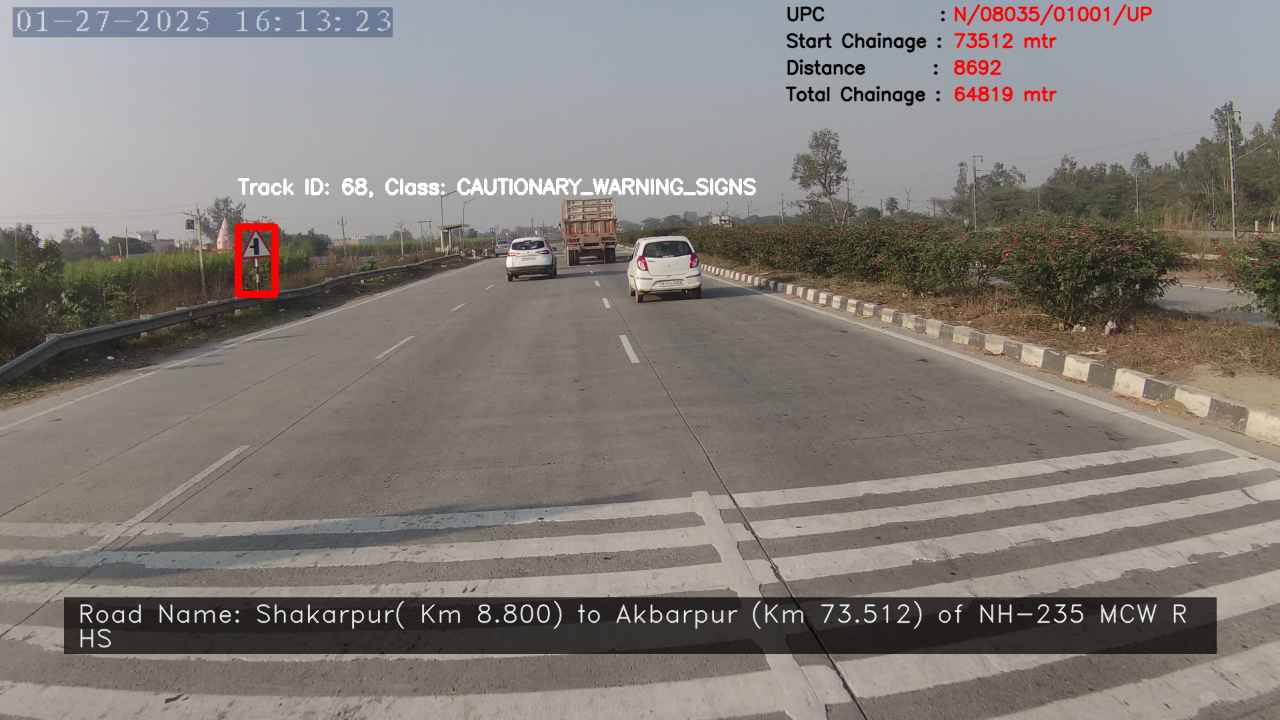 01-27-2025 16:13:23
UPC : N/08035/01001/UP
Start Chainage : 73512 mtr
Distance : 8692
Total Chainage : 64819 mtr
Track ID: 68, Class: CAUTIONARY_WARNING_SIGNS
Road Name: Shakarpur( Km 8.800) to Akbarpur (Km 73.512) of NH-235 MCW R
HS